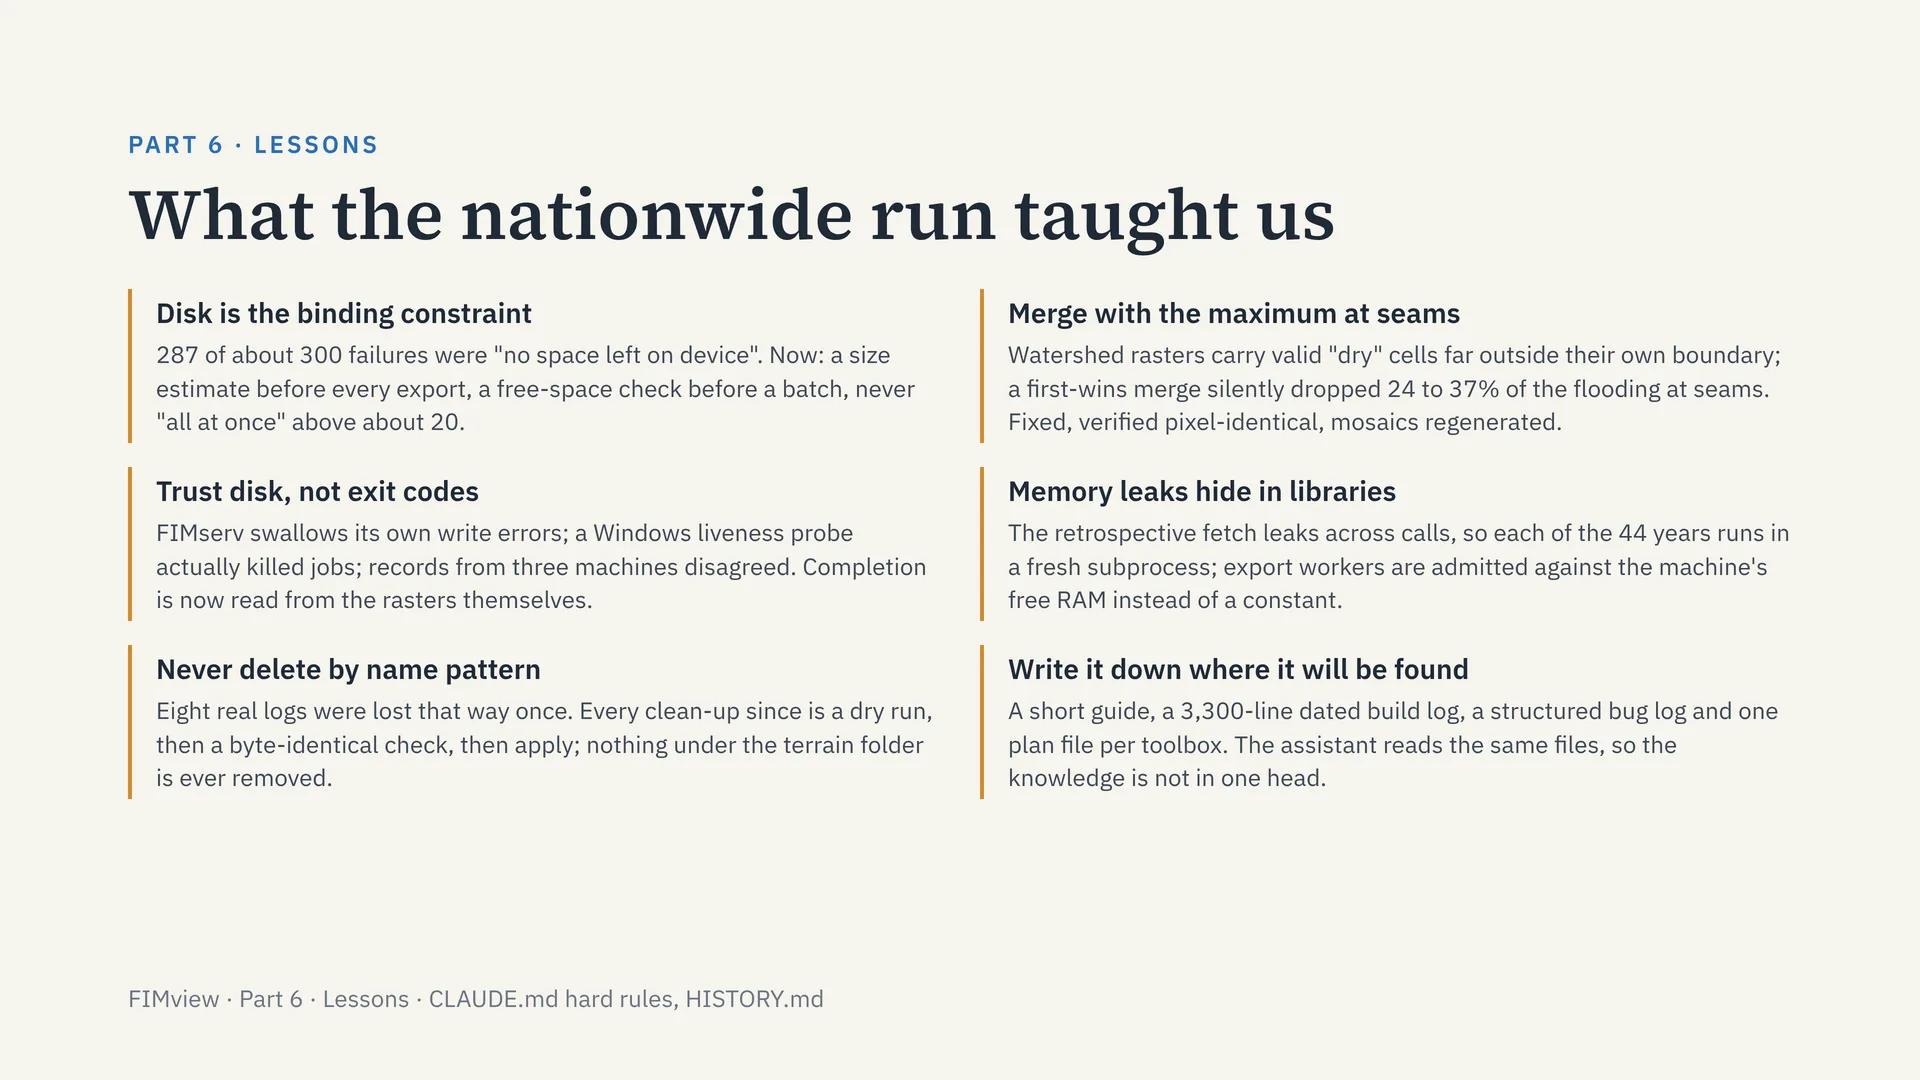 PART 6 · LESSONS
What the nationwide run taught us
Disk is the binding constraint
287 of about 300 failures were "no space left on device". Now: a size
estimate before every export, a free-space check before a batch, never
"all at once" above about 20.
Trust disk, not exit codes
FIMserv swallows its own write errors; a Windows liveness probe
actually killed jobs; records from three machines disagreed. Completion
is now read from the rasters themselves.
Never delete by name pattern
Eight real logs were lost that way once. Every clean-up since is a dry run,
then a byte-identical check, then apply; nothing under the terrain folder
is ever removed.
Merge with the maximum at seams
Watershed rasters carry valid "dry" cells far outside their own boundary;
a first-wins merge silently dropped 24 to 37% of the flooding at seams.
Fixed, verified pixel-identical, mosaics regenerated.
Memory leaks hide in libraries
The retrospective fetch leaks across calls, so each of the 44 years runs in
a fresh subprocess; export workers are admitted against the machine's
free RAM instead of a constant.
Write it down where it will be found
A short guide, a 3,300-line dated build log, a structured bug log and one
plan file per toolbox. The assistant reads the same files, so the
knowledge is not in one head.
FIMview · Part 6 · Lessons · CLAUDE.md hard rules, HISTORY.md